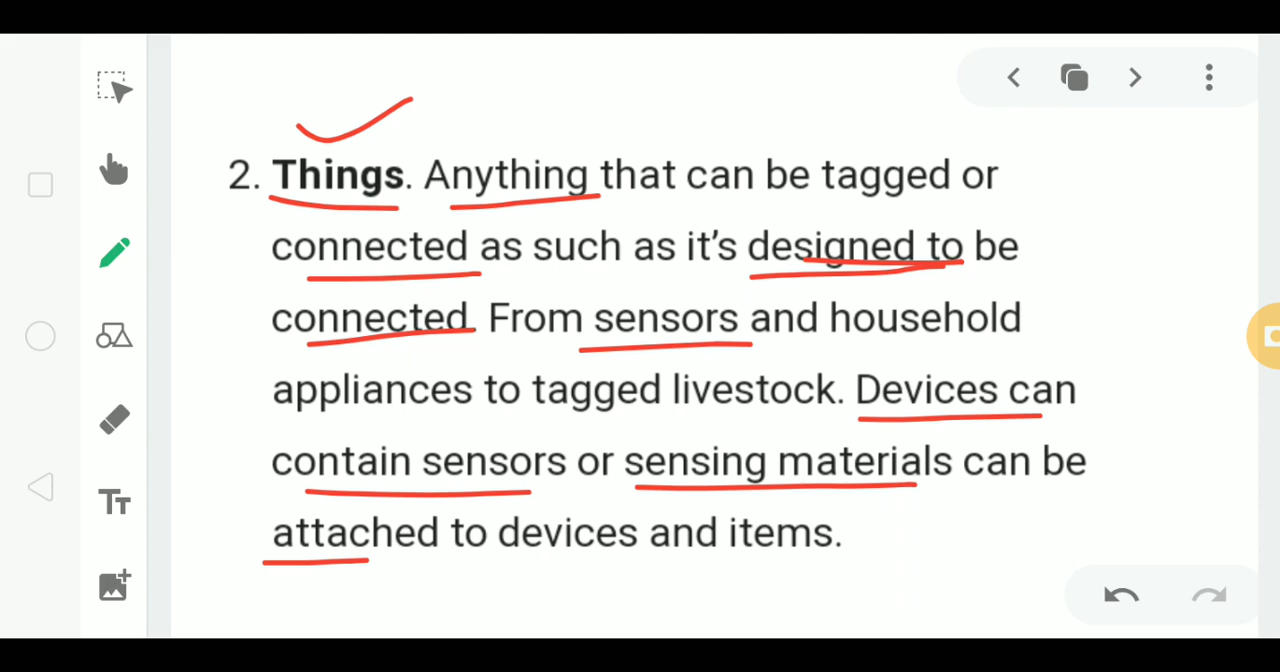 2. Things. Anything that can be tagged or
connected as such as it’s designed to be
connected. From sensors and household
appliances to tagged livestock. Devices can
contain sensors or sensing materials can be
attached to devices and items.
TT